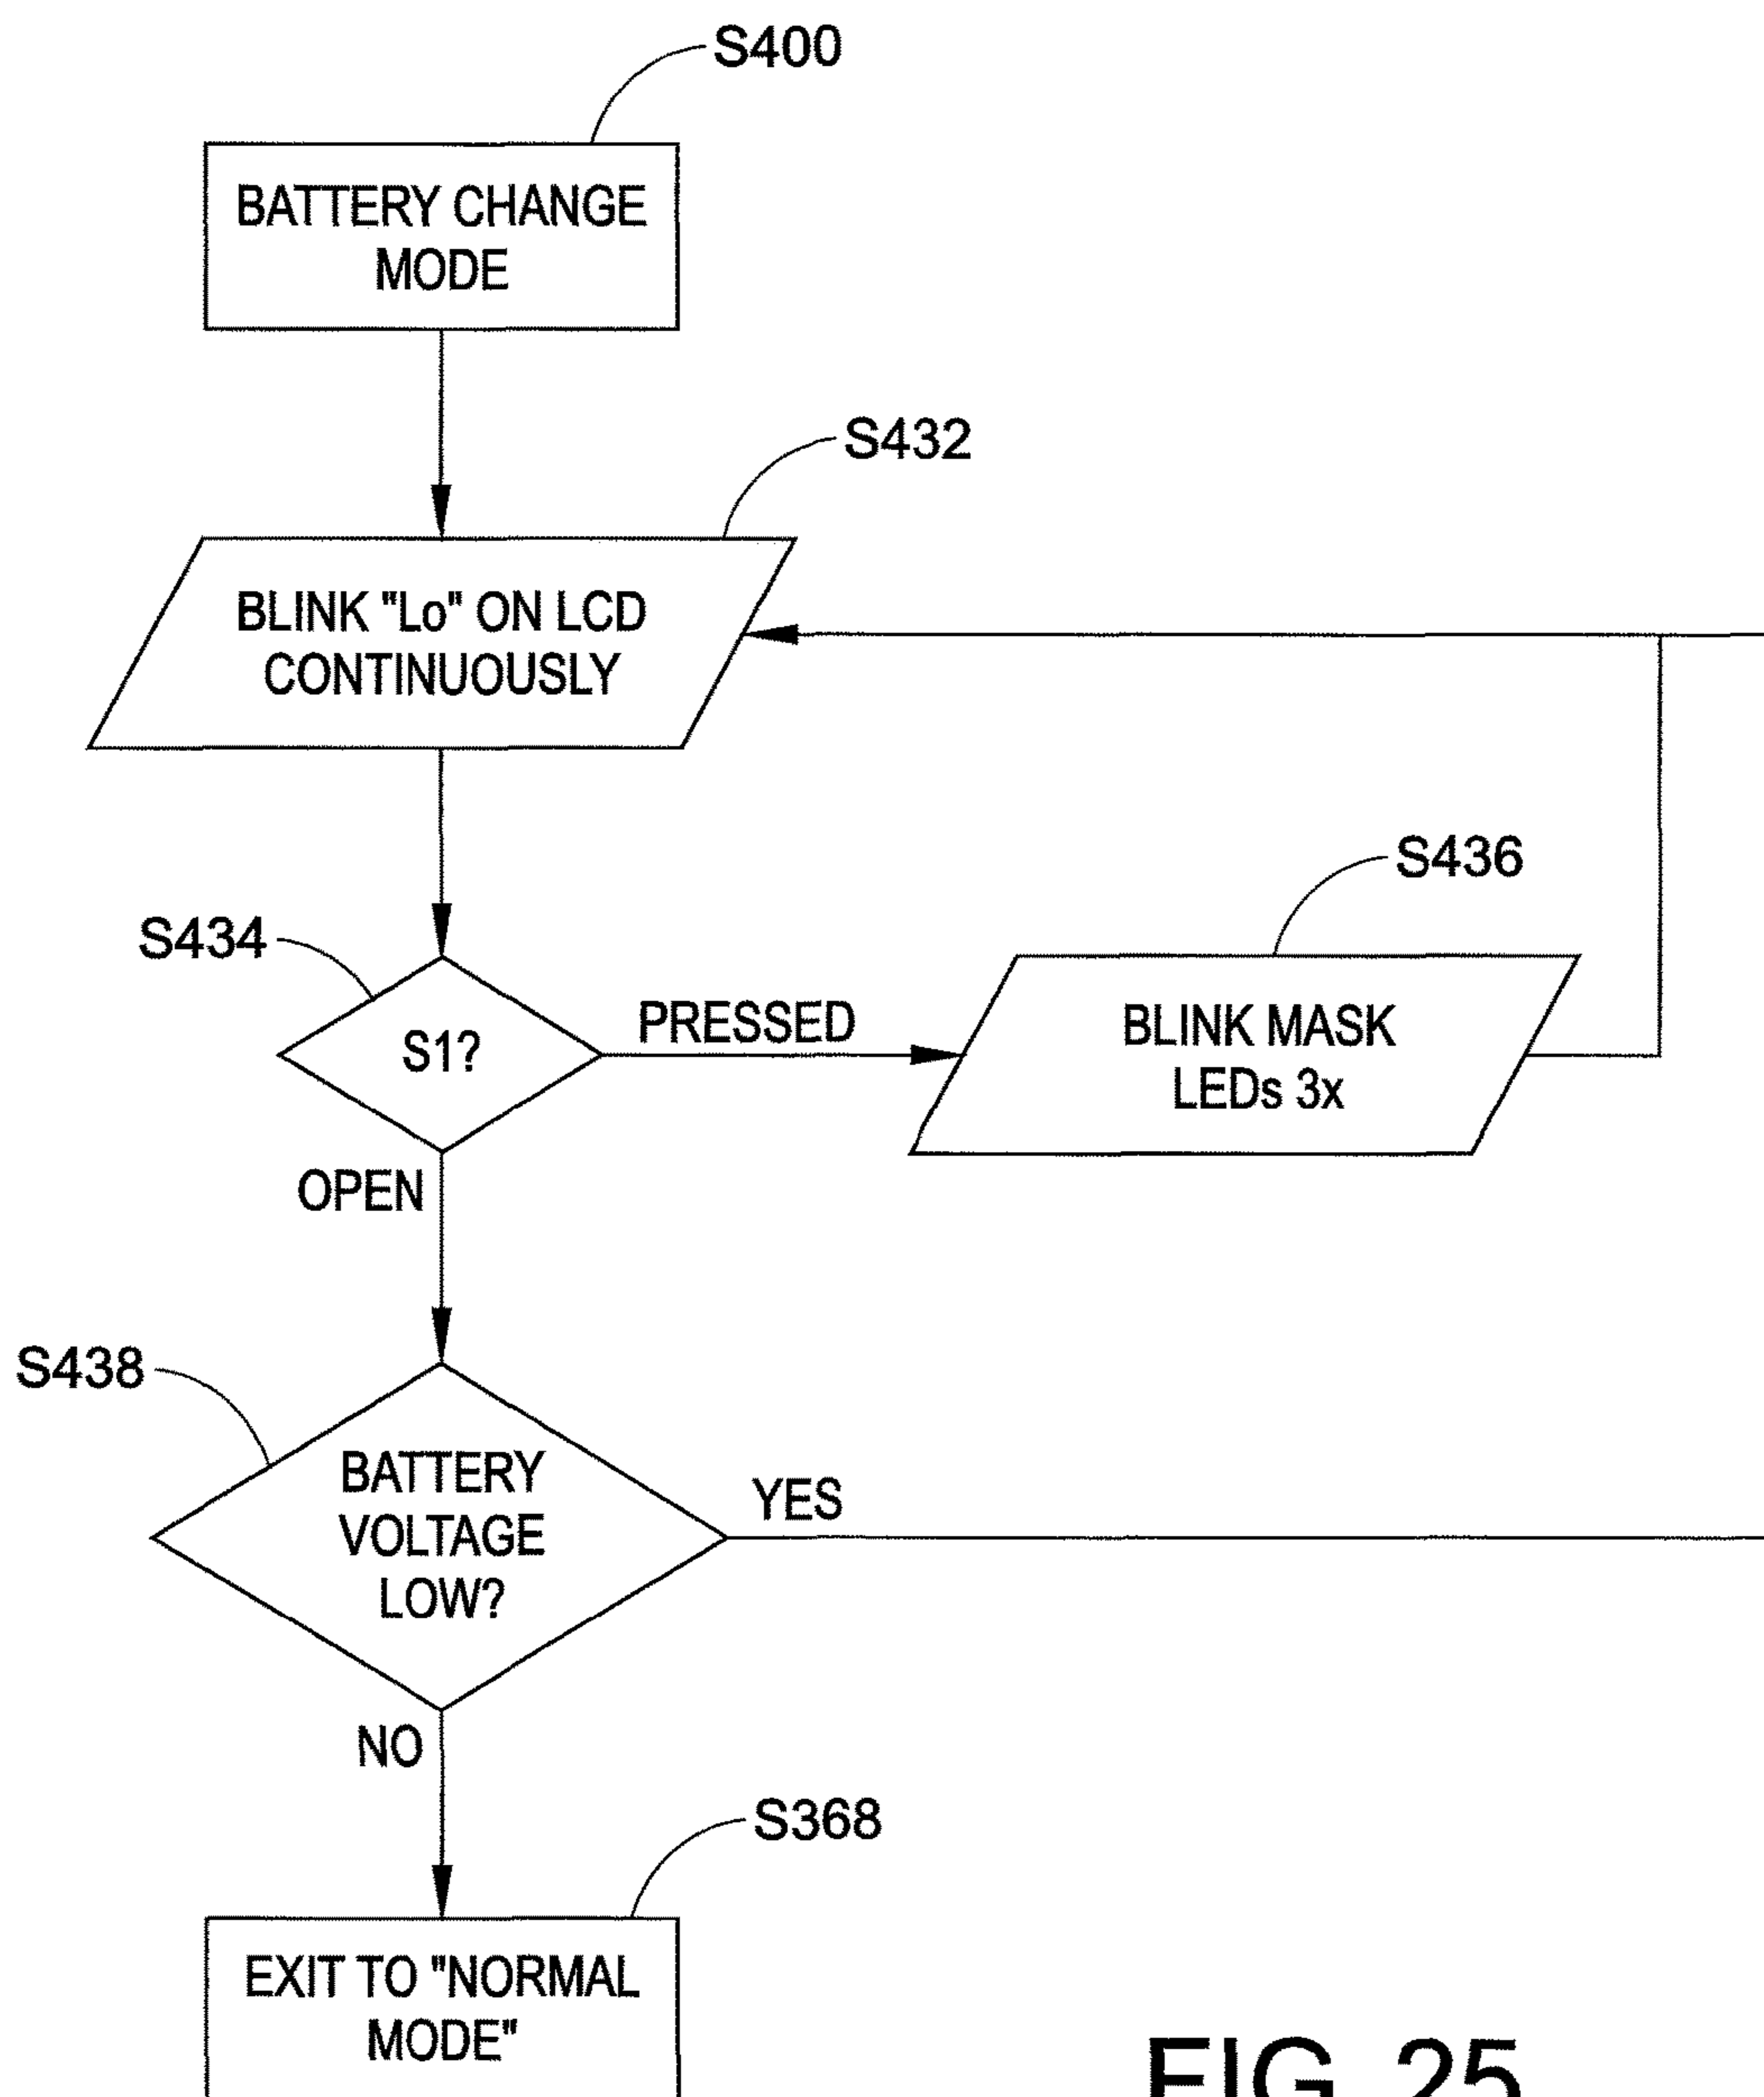 S400
BATTERY CHANGE
MODE
S432
BLINK "Lo" ON LCD
CONTINUOUSLY
S434
S1?
PRESSED
S436
BLINK MASK
LEDs 3x
OPEN
S438
BATTERY
VOLTAGE
LOW?
YES
NO
S368
EXIT TO "NORMAL
MODE"
FIG. 25